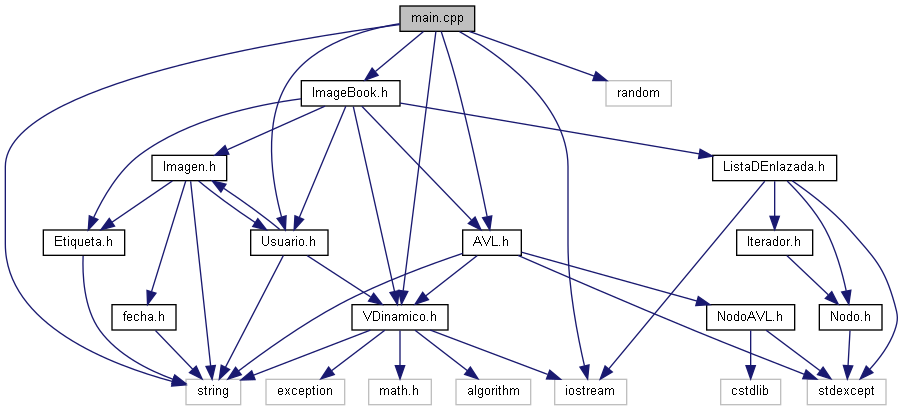 main.cpp
ImageBook.h
random
Imagen.h
ListaDEnlazada.h
Etiqueta.h
Usuario.h
AVL.h
Iterador.h
fecha.h
VDinamico.h
NodoAVL.h
Nodo.h
string
exception
math.h
algorithm
iostream
cstdlib
stdexcept